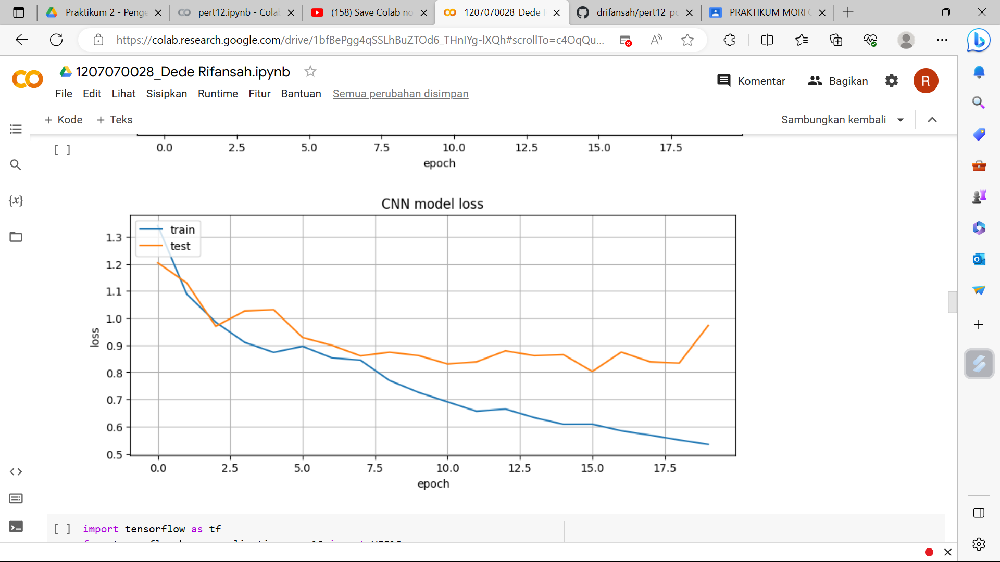 Praktikum 2 - Penge
pert12.ipynb - Cola
(158) Save Colab no
1207070028_Dede R
drifansah/pert12_pc
PRAKTIKUM MORFO
https://colab.research.google.com/drive/1bfBePgg4qSSLhBuZTOd6_THnIYg-lXQh#scrollTo=c4OqQu...
1207070028_Dede Rifansah.ipynb
Komentar
Bagikan
R
File Edit Lihat Sisipkan Runtime Fitur Bantuan Semua perubahan disimpan
+ Kode + Teks
Sambungkan kembali
[ ]
0.0 2.5 5.0 7.5 10.0 12.5 15.0 17.5
epoch
CNN model loss
train
test
1.3
1.2
1.1
1.0
0.9
0.8
0.7
0.6
0.5
loss
0.0 2.5 5.0 7.5 10.0 12.5 15.0 17.5
epoch
[ ] import tensorflow as tf